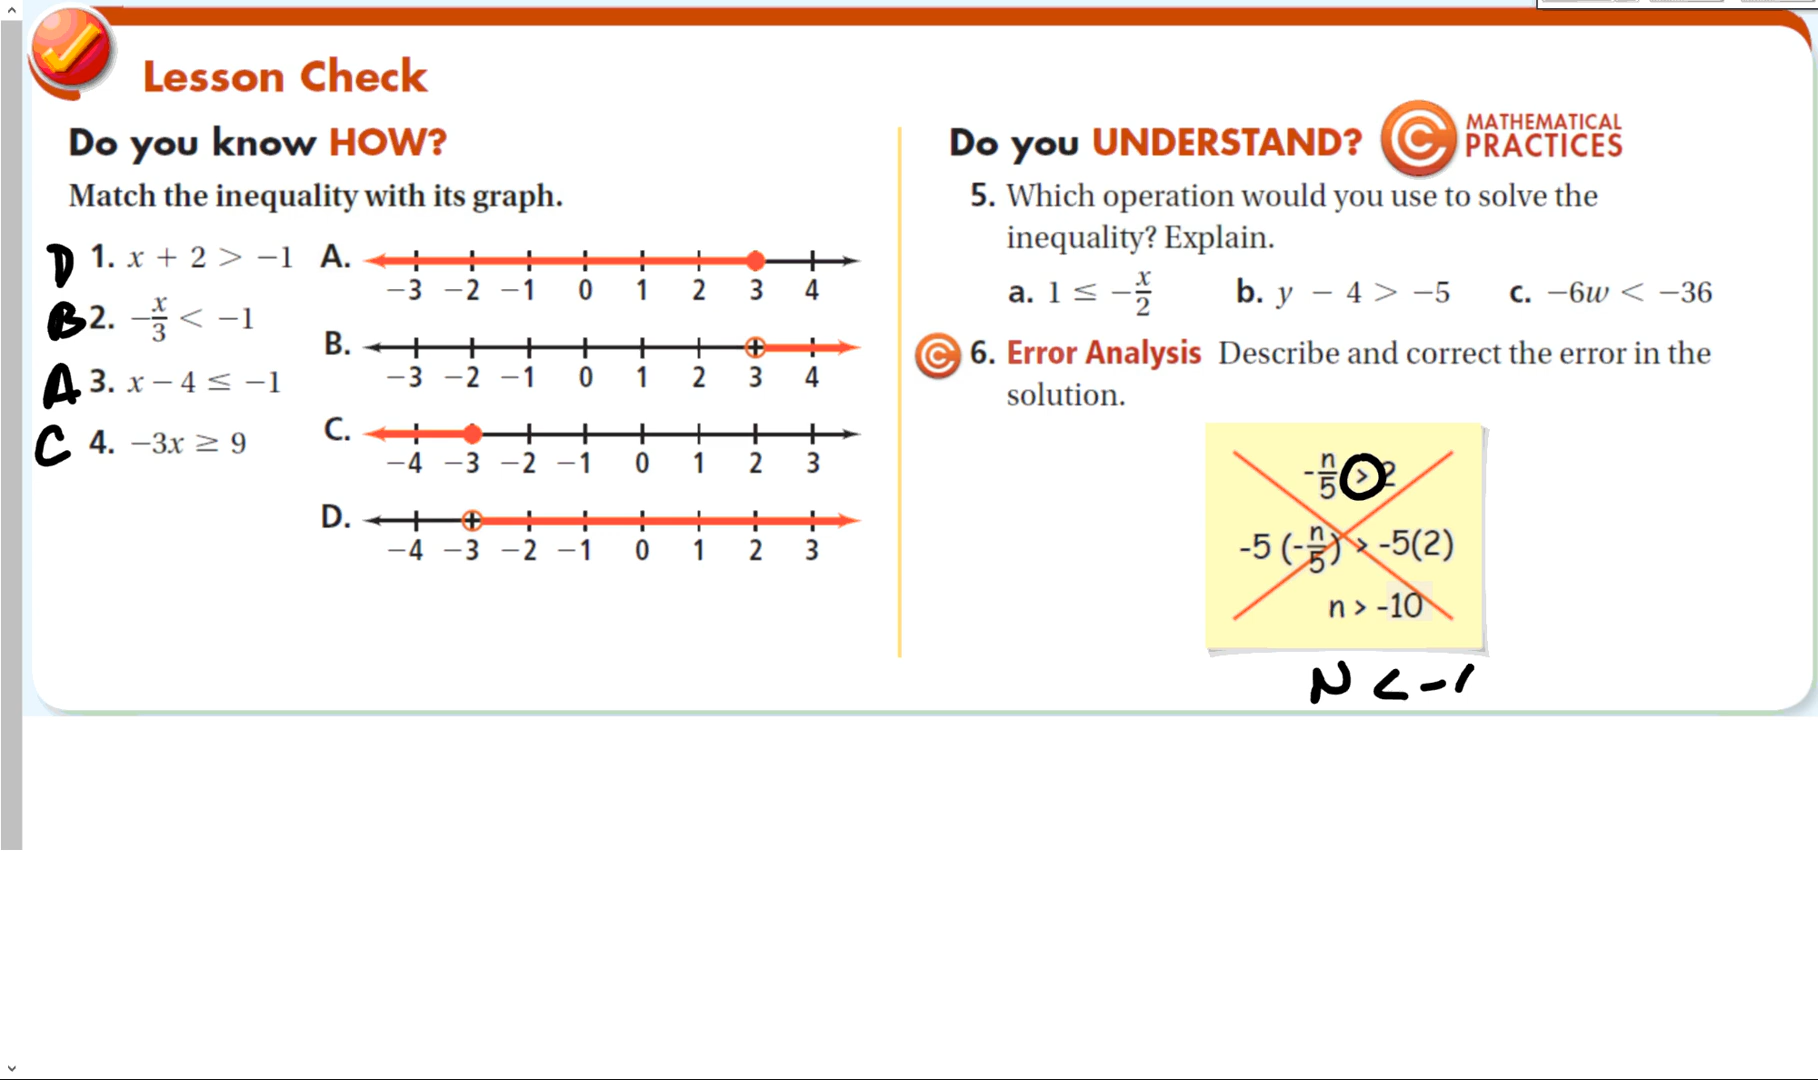 Lesson Check
Do you know HOW?
Match the inequality with its graph.
D 1. x + 2 > −1
B 2. −x/3 < −1
A 3. x − 4 ≤ −1
C 4. −3x ≥ 9
A.
−3 −2 −1 0 1 2 3 4
B.
−3 −2 −1 0 1 2 3 4
C.
−4 −3 −2 −1 0 1 2 3
D.
−4 −3 −2 −1 0 1 2 3
Do you UNDERSTAND?
C MATHEMATICAL
PRACTICES
5. Which operation would you use to solve the
inequality? Explain.
a. 1 ≤ −x/2 b. y − 4 > −5 c. −6w < −36
C 6. Error Analysis Describe and correct the error in the
solution.
-n/5 > 2
-5 (-n/5) > -5(2)
n > -10
N < -1